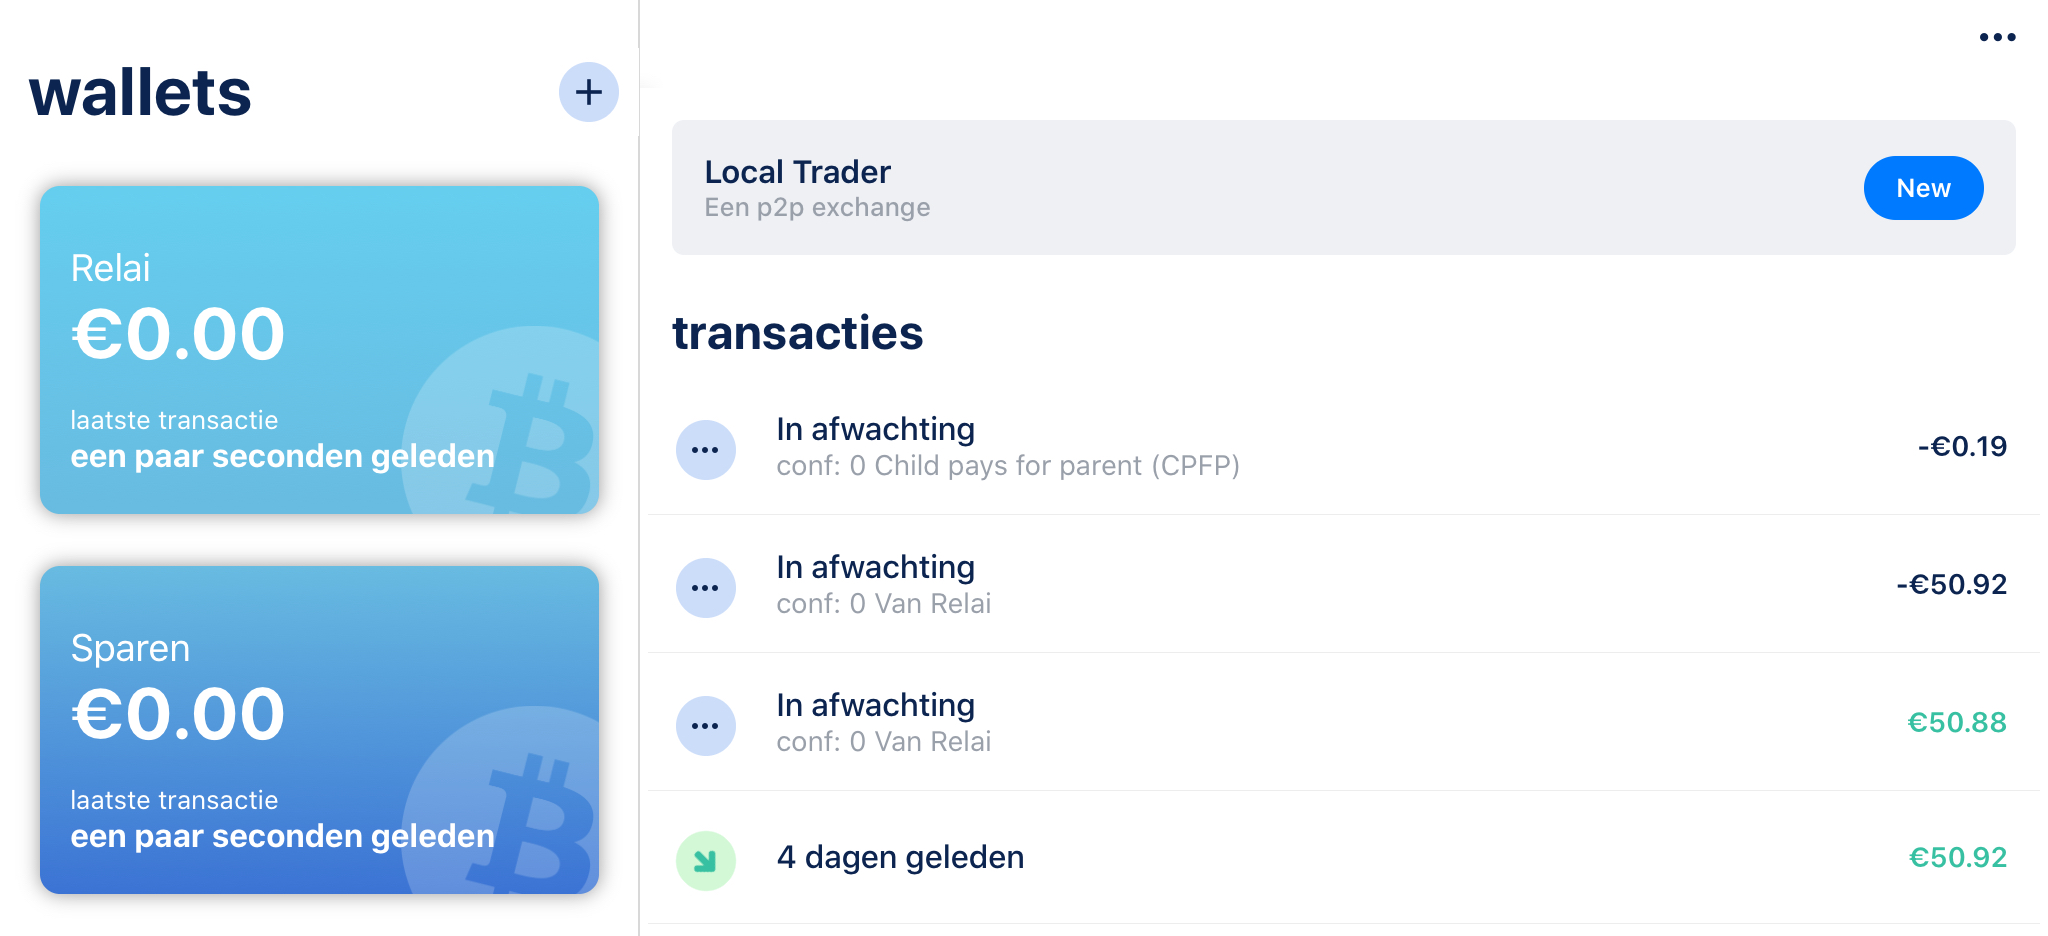 wallets
Relai
€0.00
laatste transactie
een paar seconden geleden
Sparen
€0.00
laatste transactie
een paar seconden geleden
Local Trader
Een p2p exchange
New
transacties
In afwachting
conf: 0 Child pays for parent (CPFP)
-€0.19
In afwachting
conf: 0 Van Relai
-€50.92
In afwachting
conf: 0 Van Relai
€50.88
4 dagen geleden
€50.92